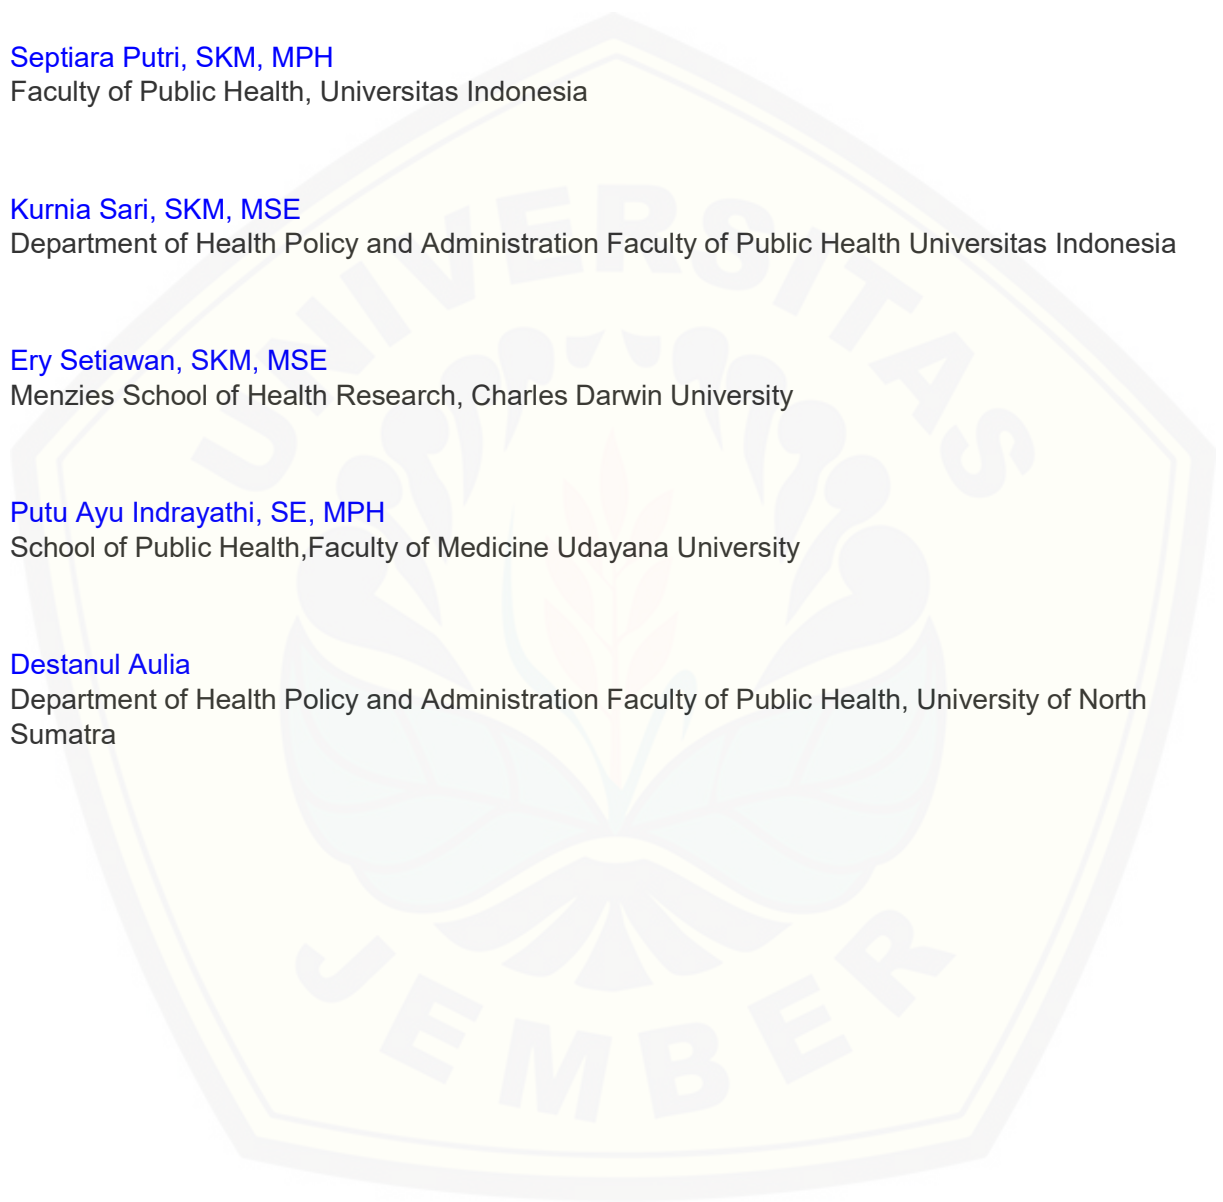 Septiara Putri, SKM, MPH
Faculty of Public Health, Universitas Indonesia
Kurnia Sari, SKM, MSE
Department of Health Policy and Administration Faculty of Public Health Universitas Indonesia
Ery Setiawan, SKM, MSE
Menzies School of Health Research, Charles Darwin University
Putu Ayu Indrayathi, SE, MPH
School of Public Health,Faculty of Medicine Udayana University
Destanul Aulia
Department of Health Policy and Administration Faculty of Public Health, University of North
Sumatra
UNIVERSITAS
JEMBER